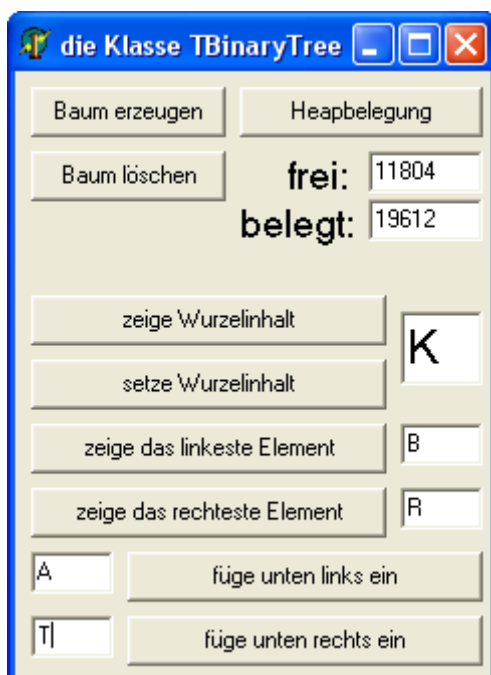 die Klasse TBinaryTree
Baum erzeugen
Heapbelegung
Baum löschen
frei: 11804
belegt: 19612
zeige Wurzelinhalt
K
setze Wurzelinhalt
zeige das linkeste Element
B
zeige das rechteste Element
R
A
füge unten links ein
T
füge unten rechts ein